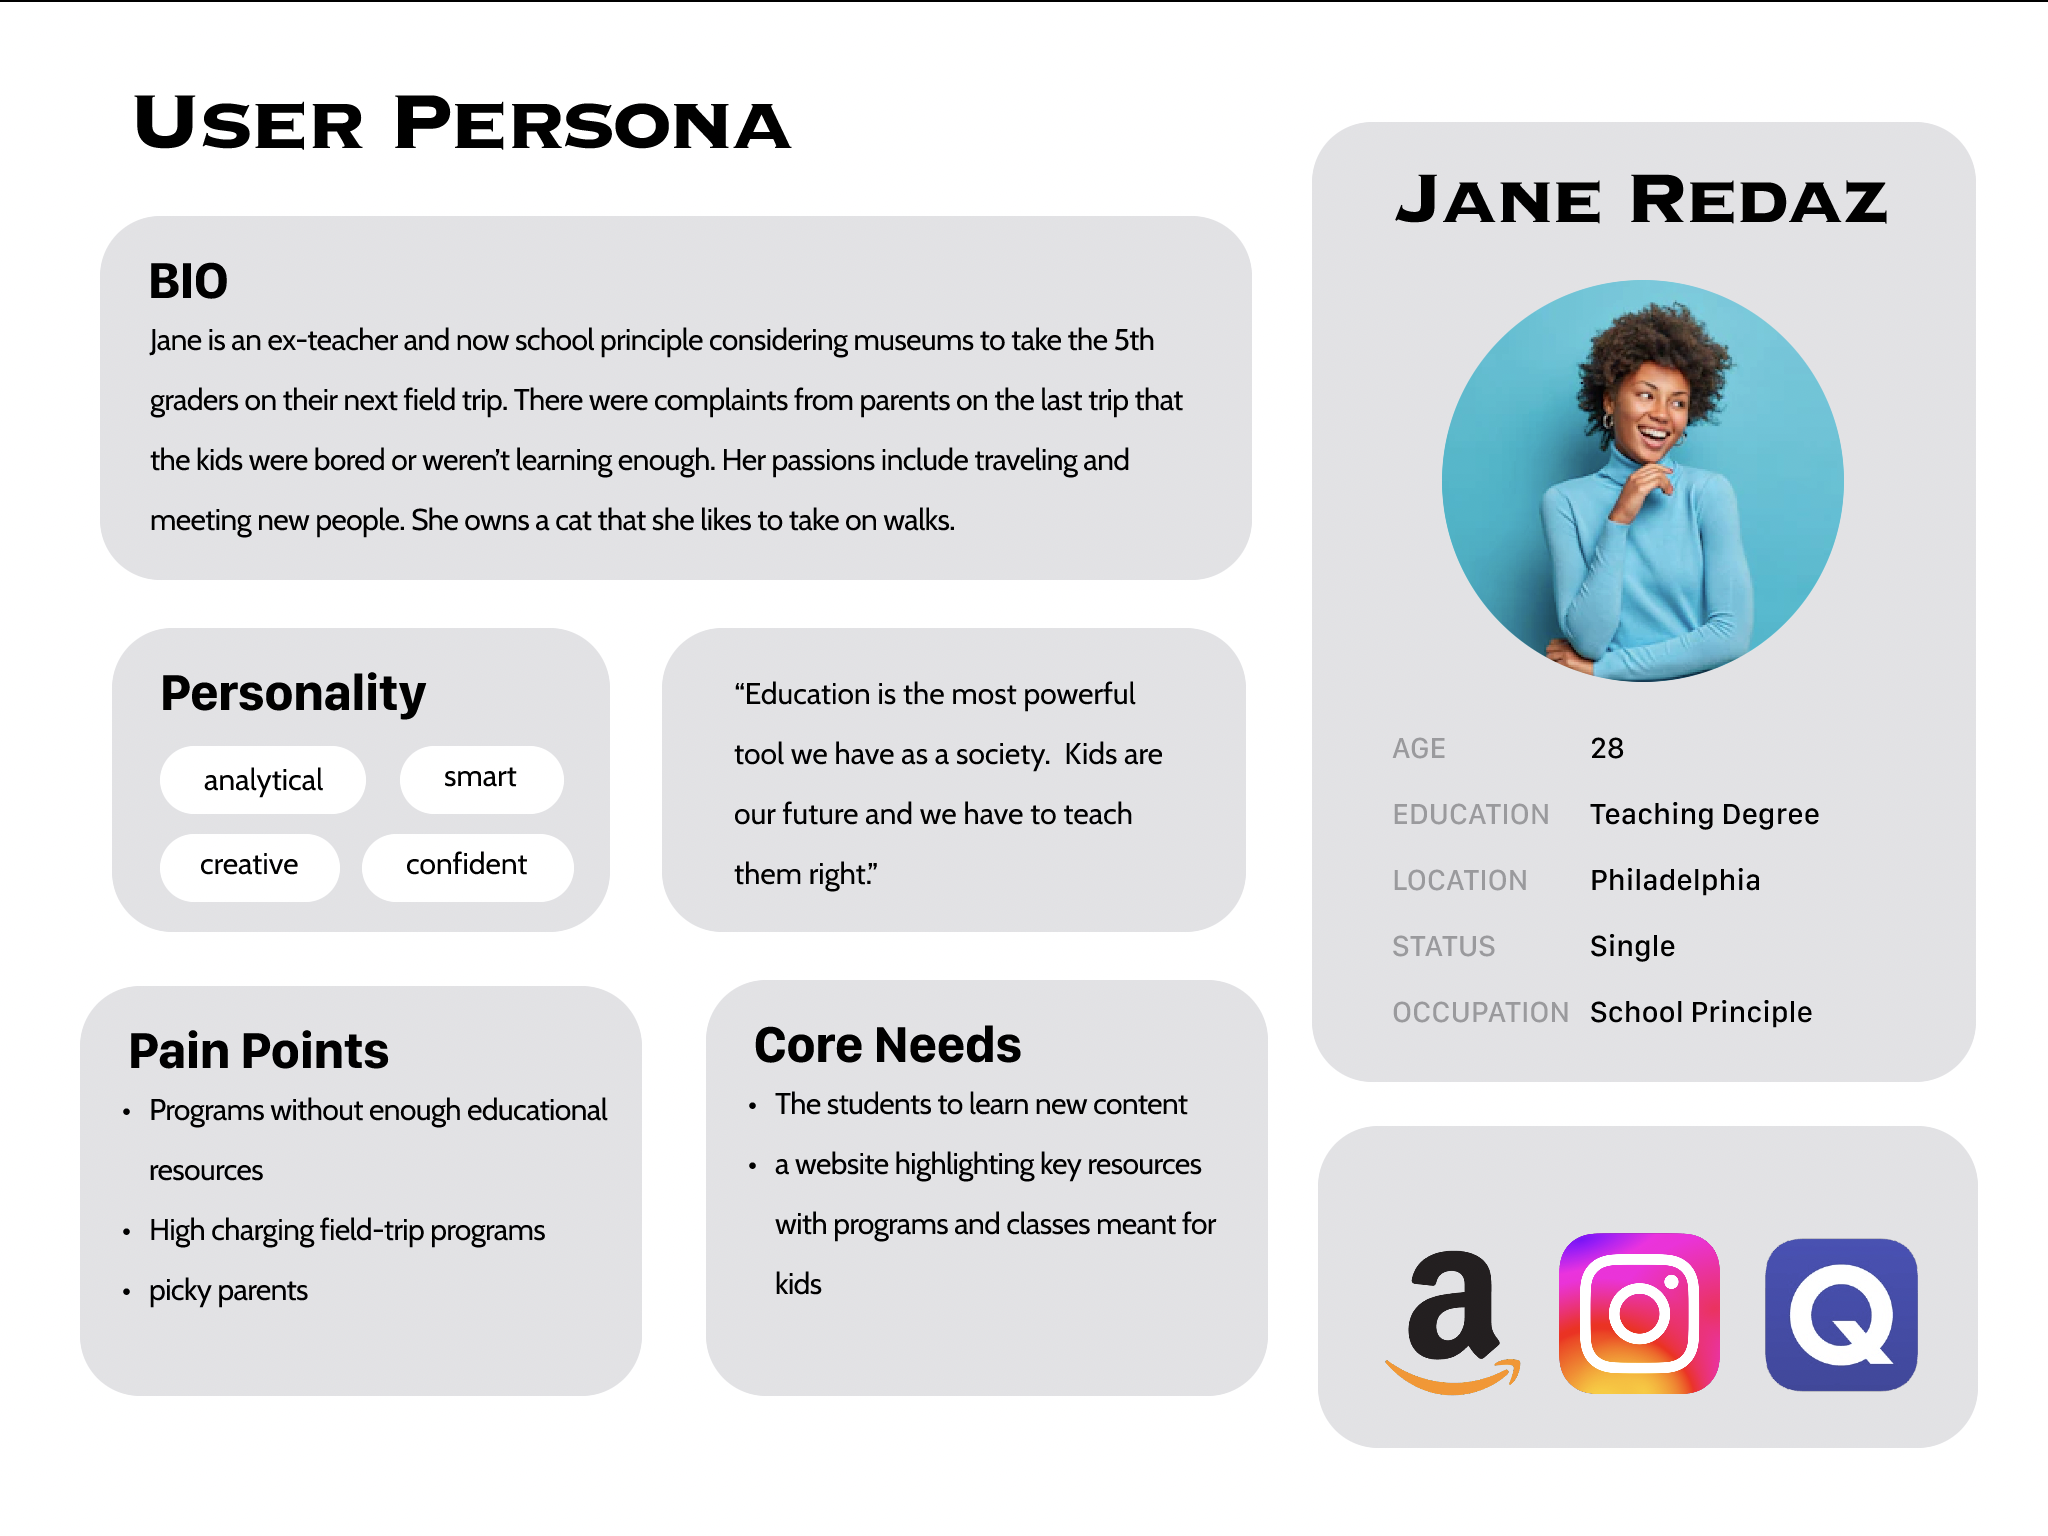 User Persona
BIO
Jane is an ex-teacher and now school principle considering museums to take the 5th
graders on their next field trip. There were complaints from parents on the last trip that
the kids were bored or weren't learning enough. Her passions include traveling and
meeting new people. She owns a cat that she likes to take on walks.
Personality
analytical
smart
creative
confident
“Education is the most powerful
tool we have as a society.  Kids are
our future and we have to teach
them right.”
Pain Points
• Programs without enough educational
resources
• High charging field-trip programs
• picky parents
Core Needs
• The students to learn new content
• a website highlighting key resources
with programs and classes meant for
kids
Jane Redaz
AGE 28
EDUCATION Teaching Degree
LOCATION Philadelphia
STATUS Single
OCCUPATION School Principle
a
Q